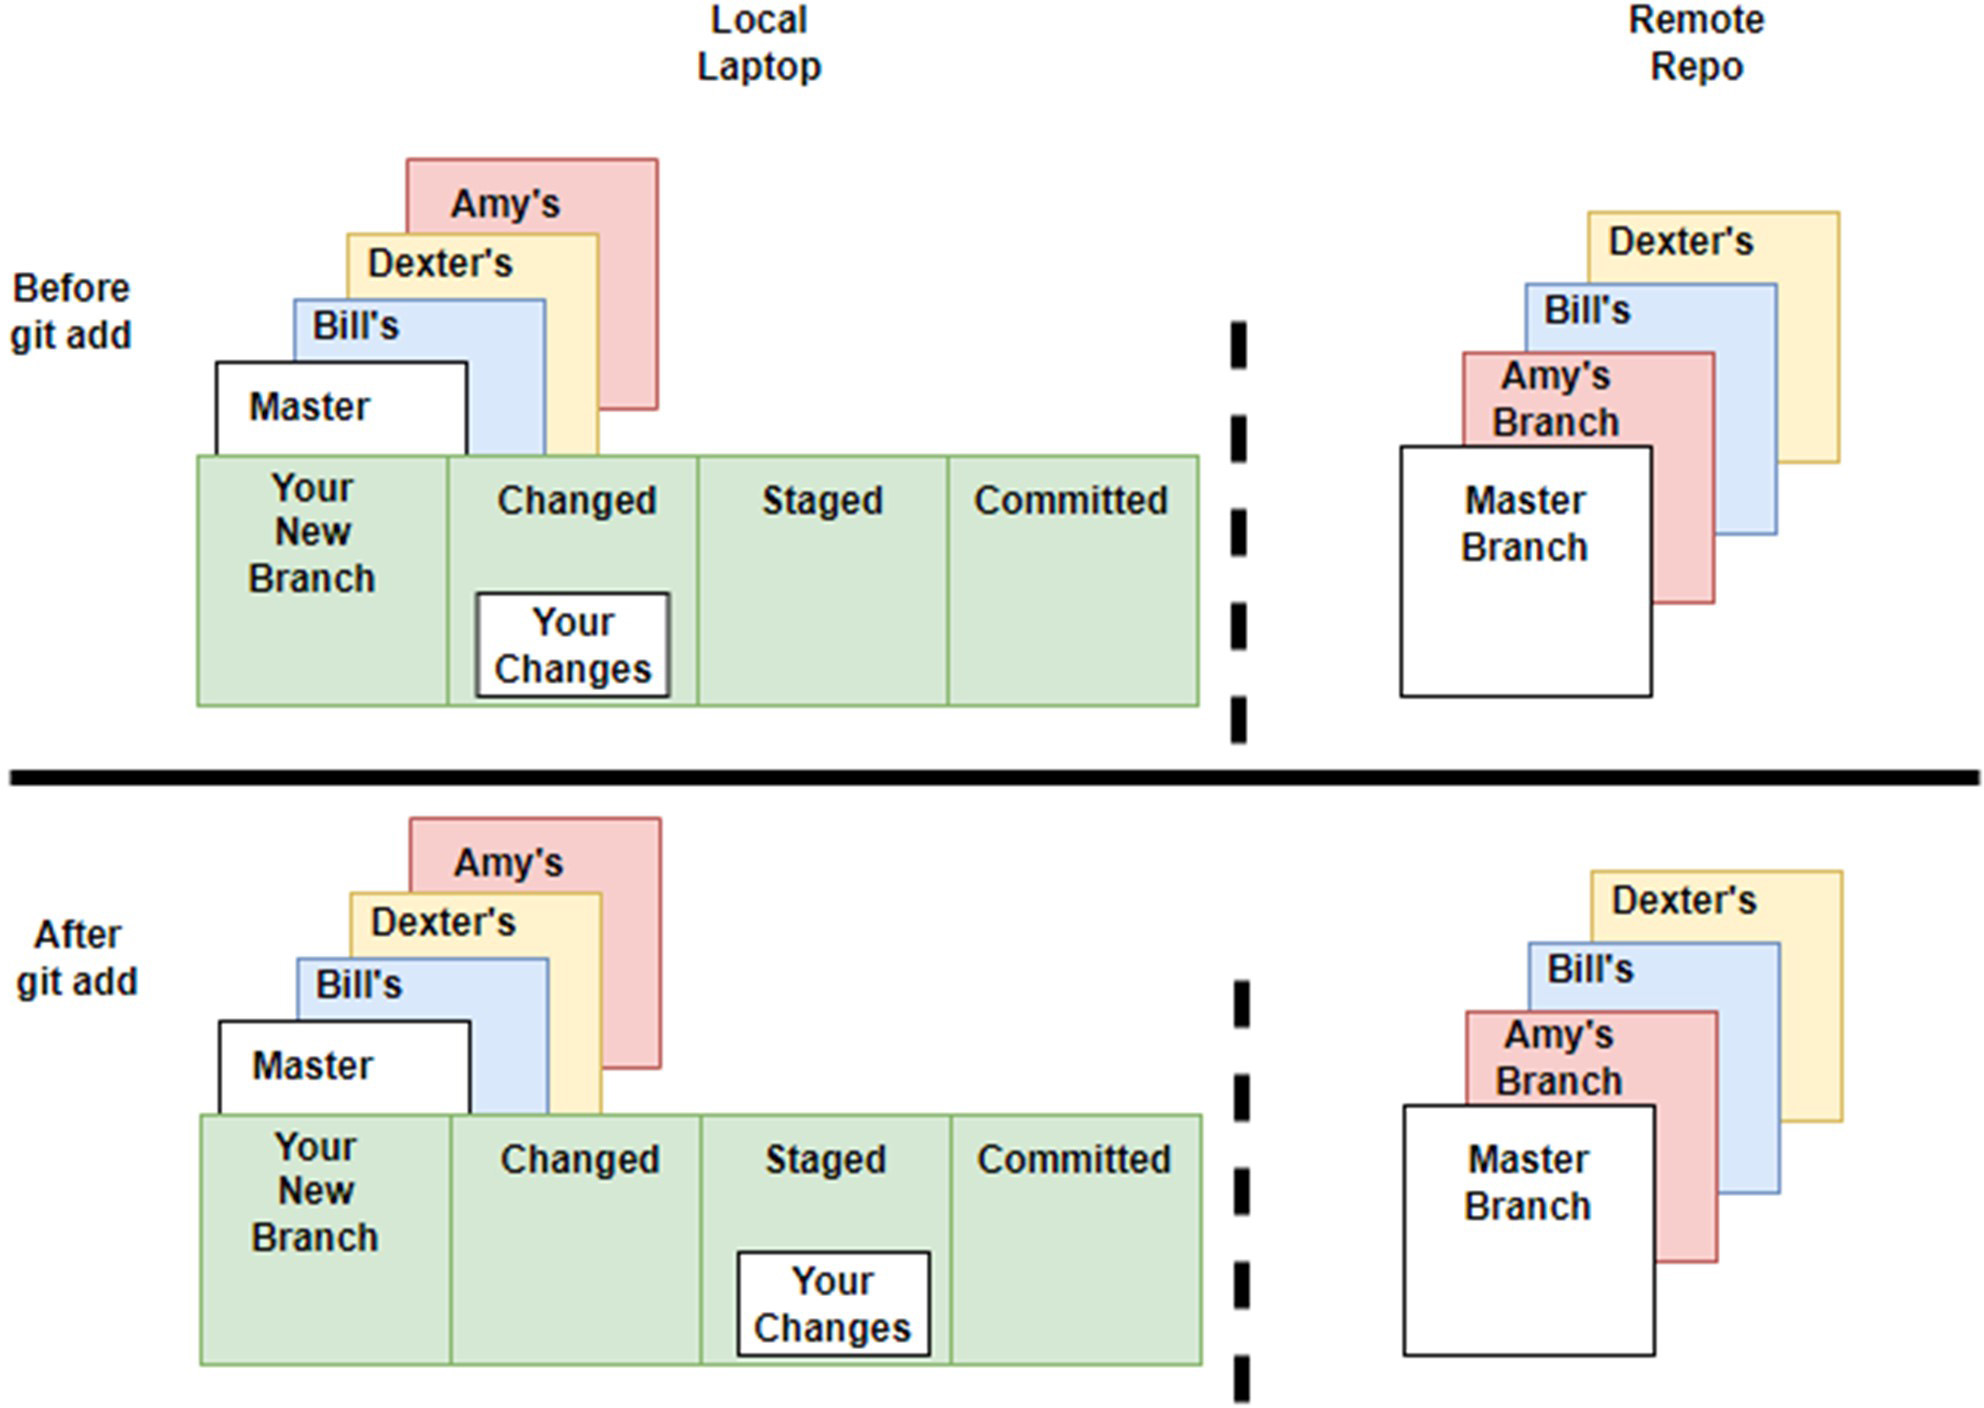 Local
Laptop
Remote
Repo
Before
git add
Amy's
Dexter's
Bill's
Master
Your
New
Branch
Changed
Your
Changes
Staged
Committed
Dexter's
Bill's
Amy's
Branch
Master
Branch
After
git add
Amy's
Dexter's
Bill's
Master
Your
New
Branch
Changed
Staged
Your
Changes
Committed
Dexter's
Bill's
Amy's
Branch
Master
Branch